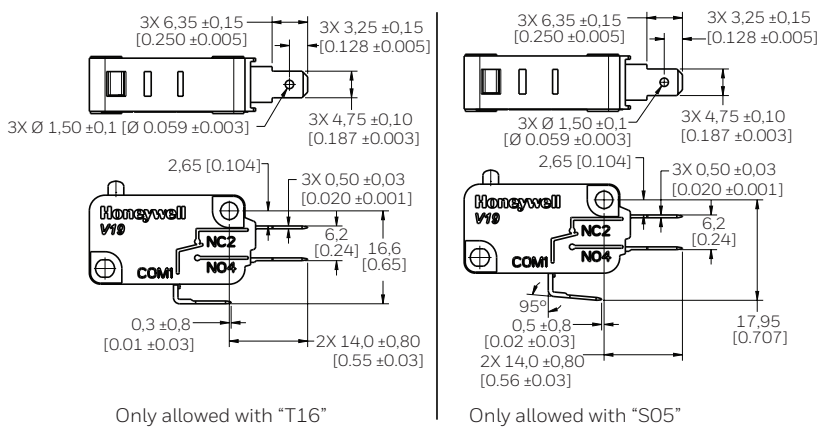 3X 6,35 ±0,15
[0.250 ±0.005]
3X 3,25 ±0,15
[0.128 ±0.005]
3X Ø 1,50 ±0,1 [Ø 0.059 ±0.003]
3X 4,75 ±0,10
[0.187 ±0.003]
2,65 [0.104]
3X 0,50 ±0,03
[0.020 ±0.001]
Honeywell
V19
NC2
NO4
COM1
6,2
[0.24]
16,6
[0.65]
0,3 ±0,8
[0.01 ±0.03]
2X 14,0 ±0,80
[0.55 ±0.03]
Only allowed with “T16”
3X 6,35 ±0,15
[0.250 ±0.005]
3X 3,25 ±0,15
[0.128 ±0.005]
3X Ø 1,50 ±0,1
[Ø 0.059 ±0.003]
3X 4,75 ±0,10
[0.187 ±0.003]
2,65 [0.104]
3X 0,50 ±0,03
[0.020 ±0.001]
Honeywell
V19
NC2
NO4
COM1
6,2
[0.24]
95°
0,5 ±0,8
[0.02 ±0.03]
17,95
[0.707]
2X 14,0 ±0,80
[0.56 ±0.03]
Only allowed with “S05”